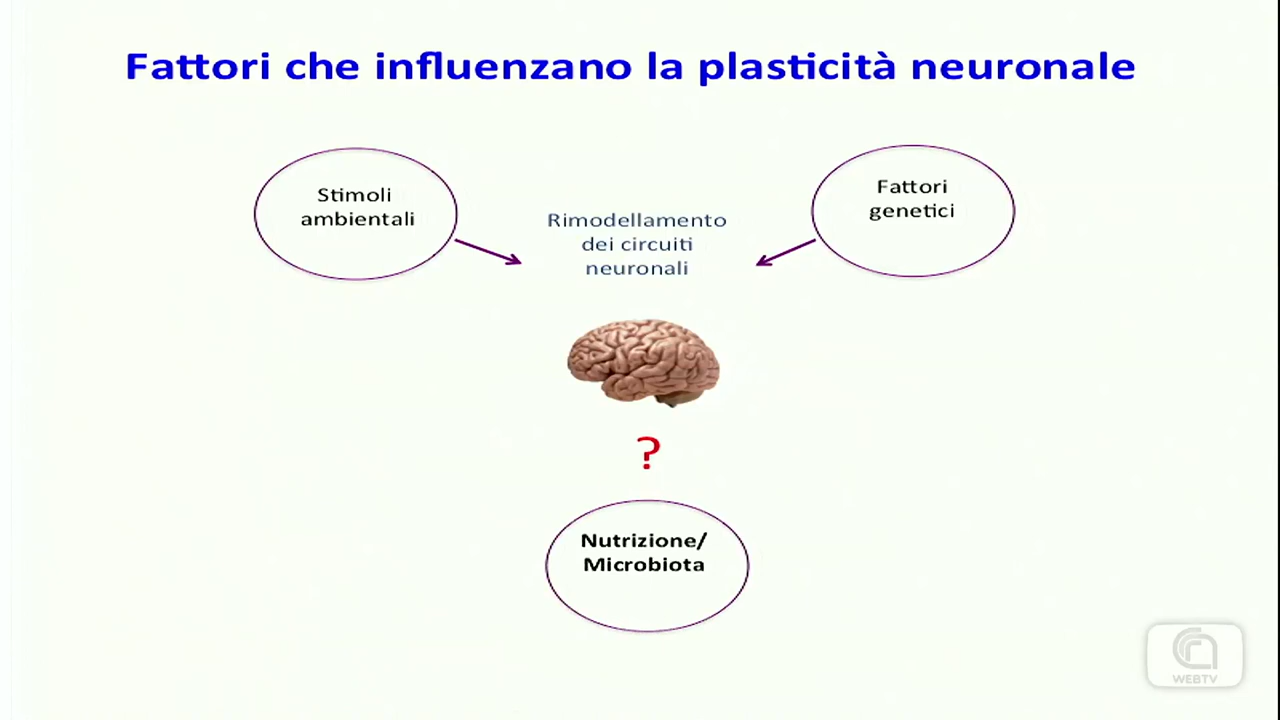 Fattori che influenzano la plasticità neuronale
Stimoli
ambientali
Rimodellamento
dei circuiti
neuronali
Fattori
genetici
?
Nutrizione/
Microbiota
WEBTV